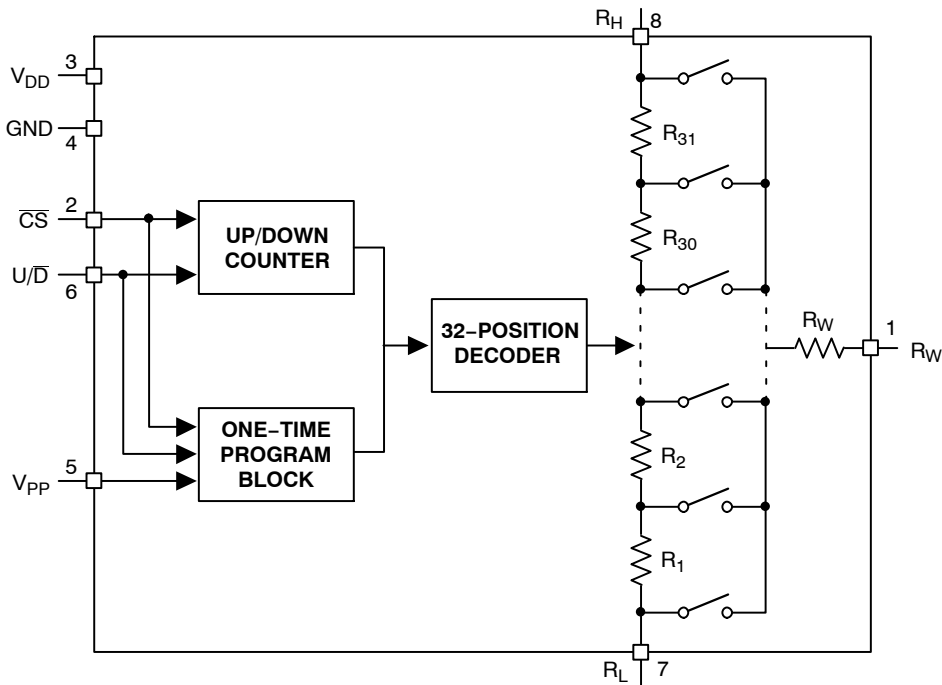 R_H 8
3
V_DD
GND
4
R_31
2
C̅S̅
UP/DOWN
COUNTER
R_30
U/D̅
6
32–POSITION
DECODER
R_W
1
R_W
ONE–TIME
PROGRAM
BLOCK
R_2
5
V_PP
R_1
R_L 7